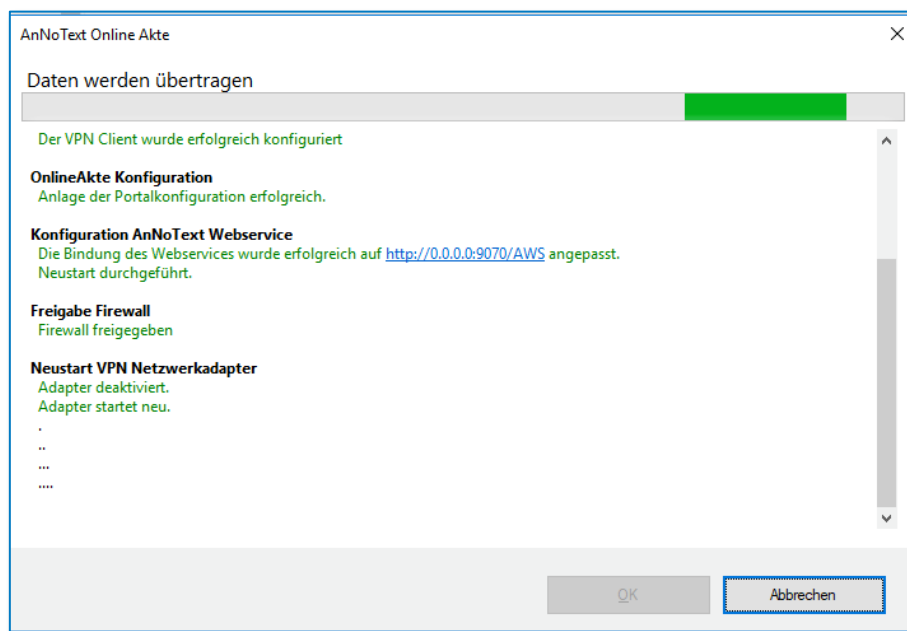 AnNoText Online Akte
Daten werden übertragen
Der VPN Client wurde erfolgreich konfiguriert
OnlineAkte Konfiguration
Anlage der Portalkonfiguration erfolgreich.
Konfiguration AnNoText Webservice
Die Bindung des Webservices wurde erfolgreich auf http://0.0.0.0:9070/AWS angepasst.
Neustart durchgeführt.
Freigabe Firewall
Firewall freigegeben
Neustart VPN Netzwerkadapter
Adapter deaktiviert.
Adapter startet neu.
.
..
...
....
OK
Abbrechen